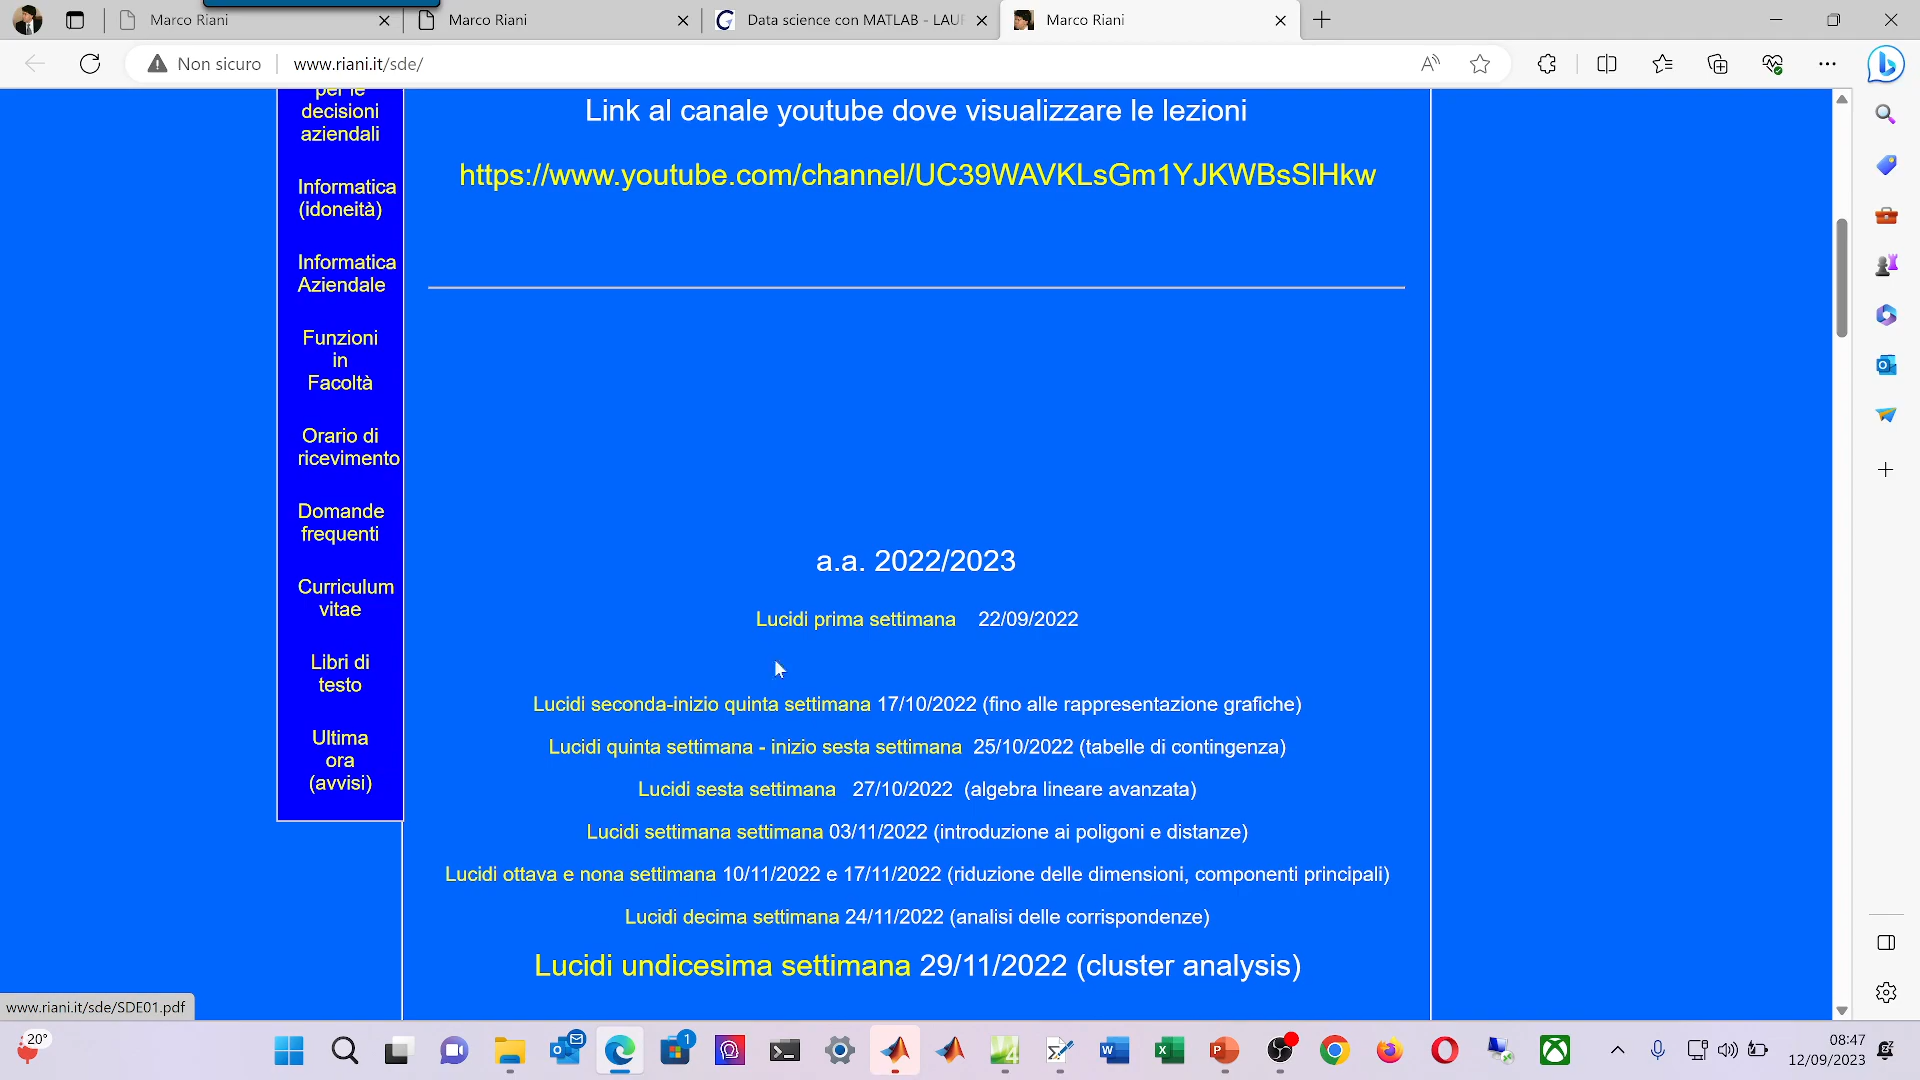 Marco Riani
Marco Riani
Data science con MATLAB - LAU
Marco Riani
Non sicuro
www.riani.it/sde/
per le
decisioni
aziendali
Informatica
(idoneità)
Informatica
Aziendale
Funzioni
in
Facoltà
Orario di
ricevimento
Domande
frequenti
Curriculum
vitae
Libri di
testo
Ultima
ora
(avvisi)
Link al canale youtube dove visualizzare le lezioni
https://www.youtube.com/channel/UC39WAVKLsGm1YJKWBsSlHkw
a.a. 2022/2023
Lucidi prima settimana 22/09/2022
Lucidi seconda-inizio quinta settimana 17/10/2022 (fino alle rappresentazione grafiche)
Lucidi quinta settimana - inizio sesta settimana 25/10/2022 (tabelle di contingenza)
Lucidi sesta settimana 27/10/2022 (algebra lineare avanzata)
Lucidi settimana settimana 03/11/2022 (introduzione ai poligoni e distanze)
Lucidi ottava e nona settimana 10/11/2022 e 17/11/2022 (riduzione delle dimensioni, componenti principali)
Lucidi decima settimana 24/11/2022 (analisi delle corrispondenze)
Lucidi undicesima settimana 29/11/2022 (cluster analysis)
www.riani.it/sde/SDE01.pdf
20°
1
08:47
12/09/2023